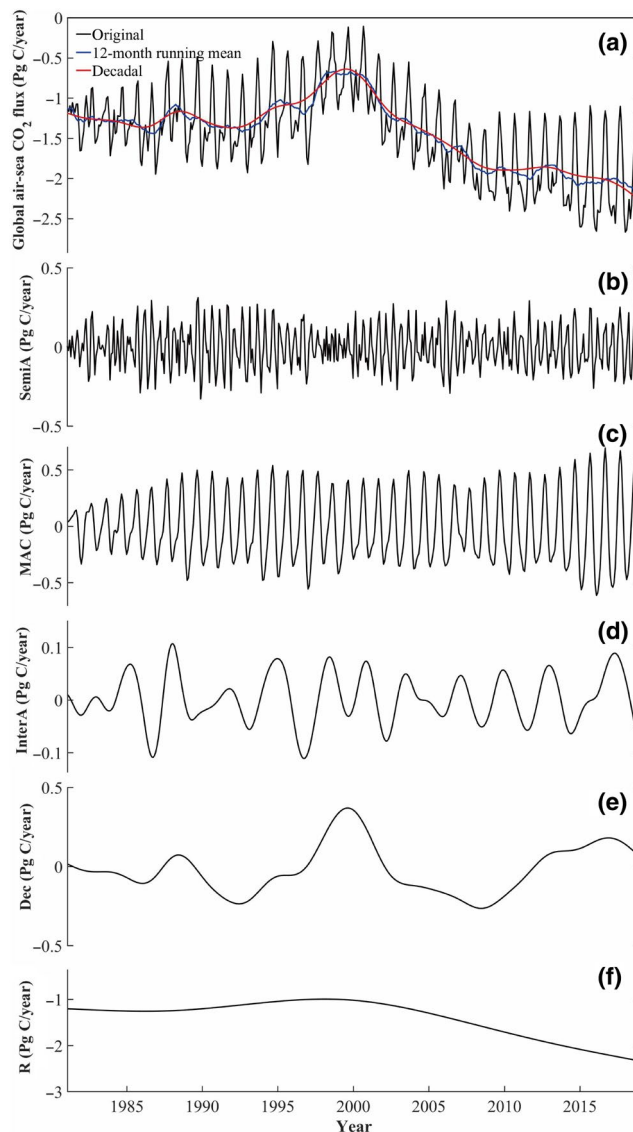 Original
12-month running mean
Decadal
(a)
Global air-sea CO2 flux (Pg C/year)
0
−0.5
−1
−1.5
−2
−2.5
(b)
SemiA (Pg C/year)
0.5
0
−0.5
(c)
MAC (Pg C/year)
0.5
0
−0.5
(d)
InterA (Pg C/year)
0.1
0
−0.1
(e)
Dec (Pg C/year)
0.5
0
−0.5
(f)
R (Pg C/year)
−1
−2
−3
1985 1990 1995 2000 2005 2010 2015
Year